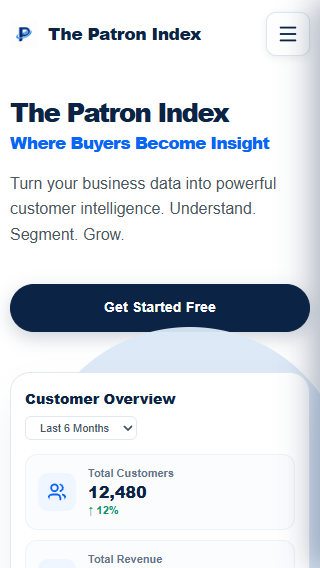 The Patron Index
The Patron Index
Where Buyers Become Insight
Turn your business data into powerful
customer intelligence. Understand.
Segment. Grow.
Get Started Free
Customer Overview
Last 6 Months
Total Customers
12,480
↑ 12%
Total Revenue